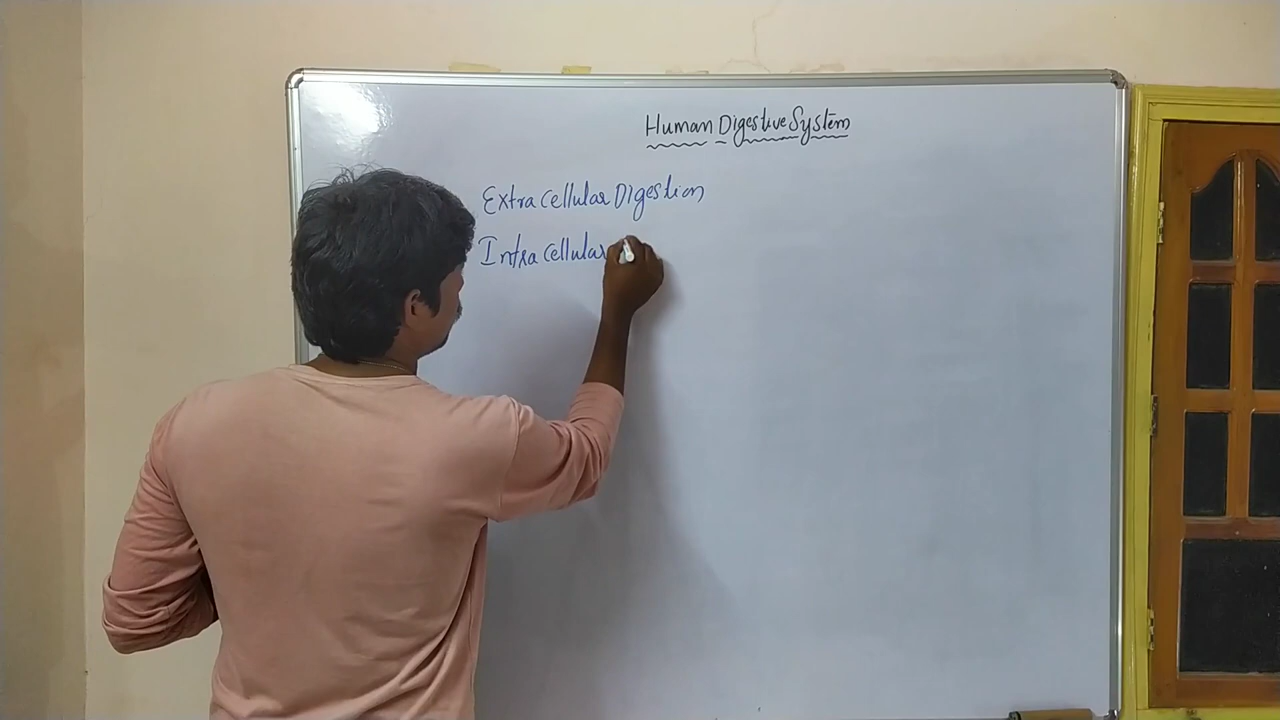 Human Digestive System
Extra cellular Digestion
Intra cellular